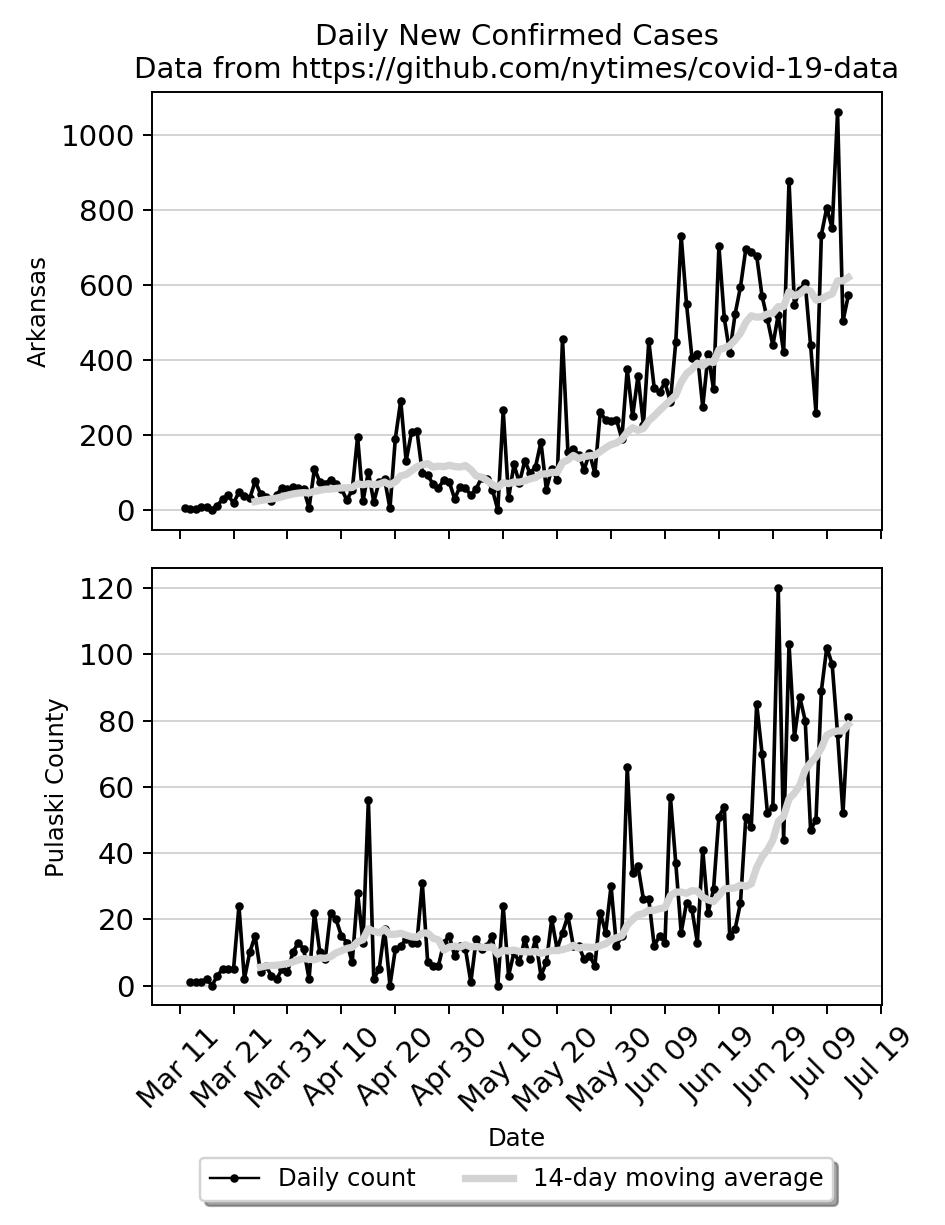 Daily New Confirmed Cases
Data from https://github.com/nytimes/covid-19-data
1000
800
600
400
200
0
Arkansas
120
100
80
60
40
20
0
Pulaski County
Mar 11 Mar 21 Mar 31 Apr 10 Apr 20 Apr 30 May 10 May 20 May 30 Jun 09 Jun 19 Jun 29 Jul 09 Jul 19
Date
Daily count 14-day moving average